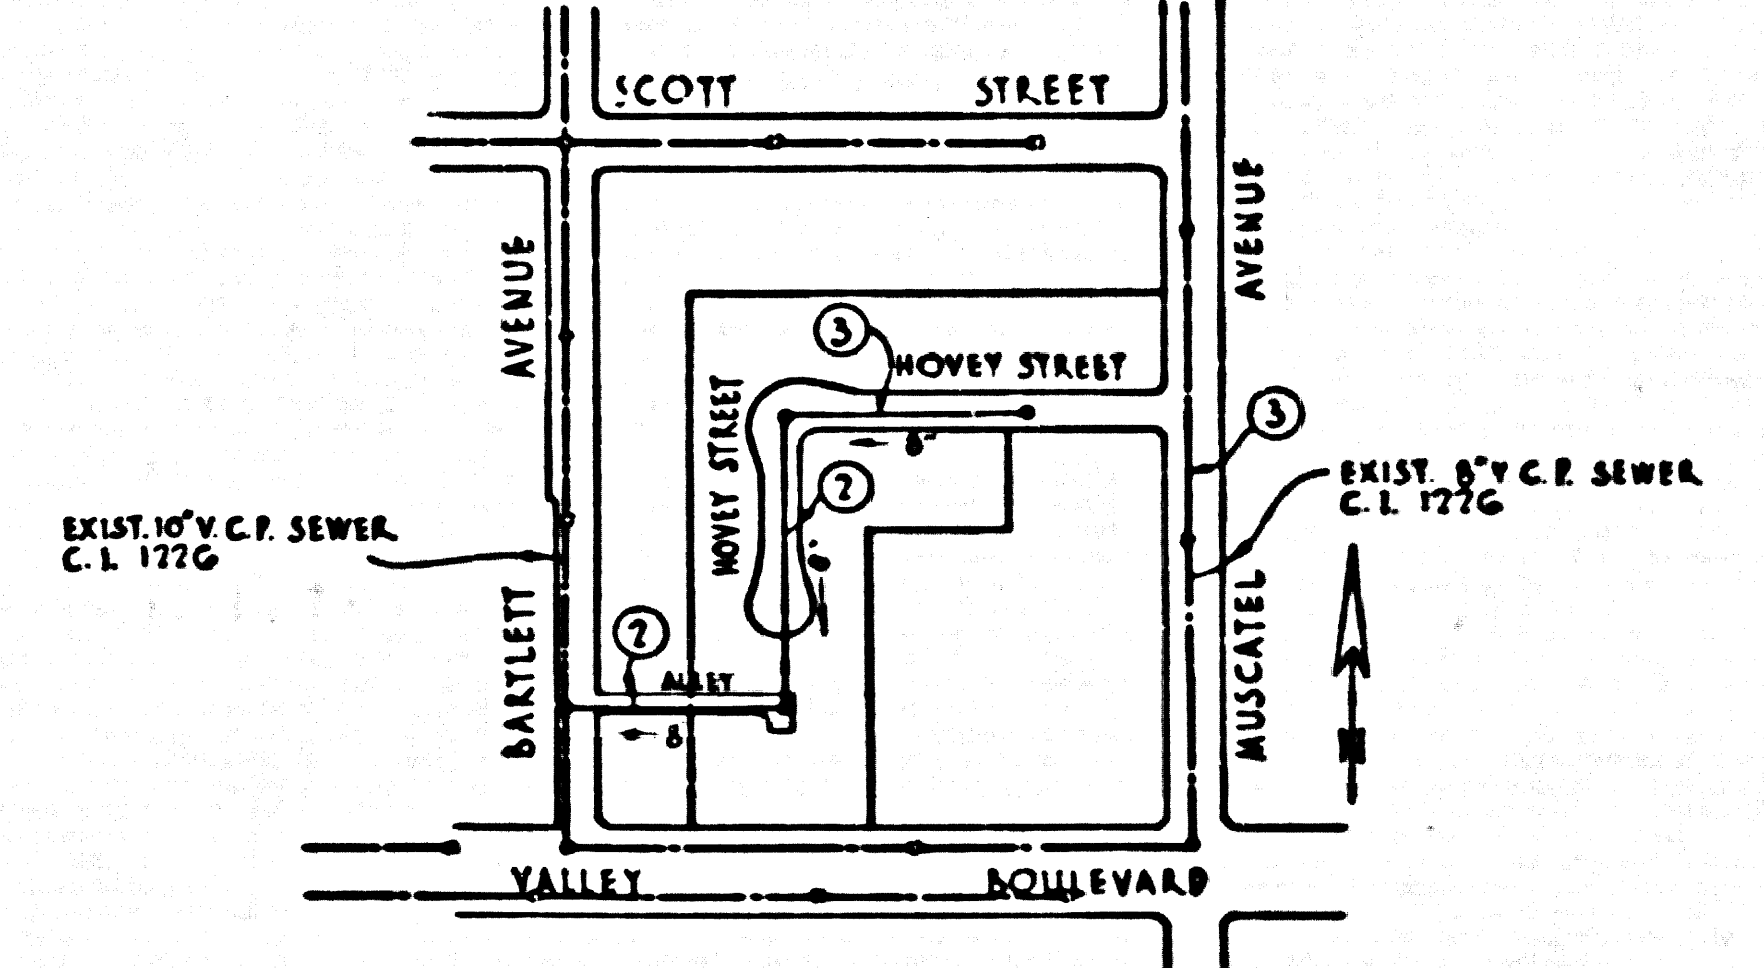 SCOTT STREET
AVENUE
AVENUE
3
HOVEY STREET
HOVEY STREET
3
8"
2
EXIST. 8" V.C.P. SEWER
C.I. 1226
EXIST. 10" V.C.P. SEWER
C.I. 1226
8"
BARTLETT
MUSCATEL
2
ALLEY
8
N
VALLEY BOULEVARD